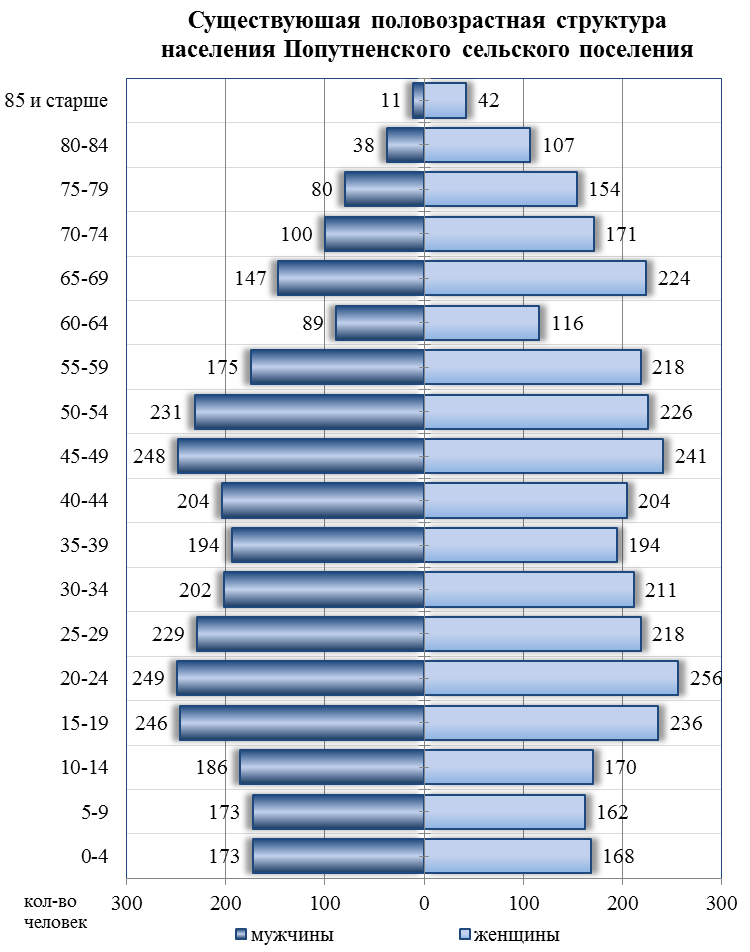 Существуюшая половозрастная структура
населения Попутненского сельского поселения
85 и старше 11 42
80-84 38 107
75-79 80 154
70-74 100 171
65-69 147 224
60-64 89 116
55-59 175 218
50-54 231 226
45-49 248 241
40-44 204 204
35-39 194 194
30-34 202 211
25-29 229 218
20-24 249 256
15-19 246 236
10-14 186 170
5-9 173 162
0-4 173 168
кол-во
человек
300 200 100 0 100 200 300
мужчины женщины